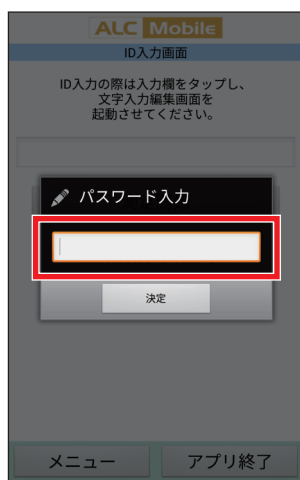 ALC Mobile
ID入力画面
ID入力の際は入力欄をタップし、
文字入力編集画面を
起動させてください。
パスワード入力
決定
メニュー
アプリ終了